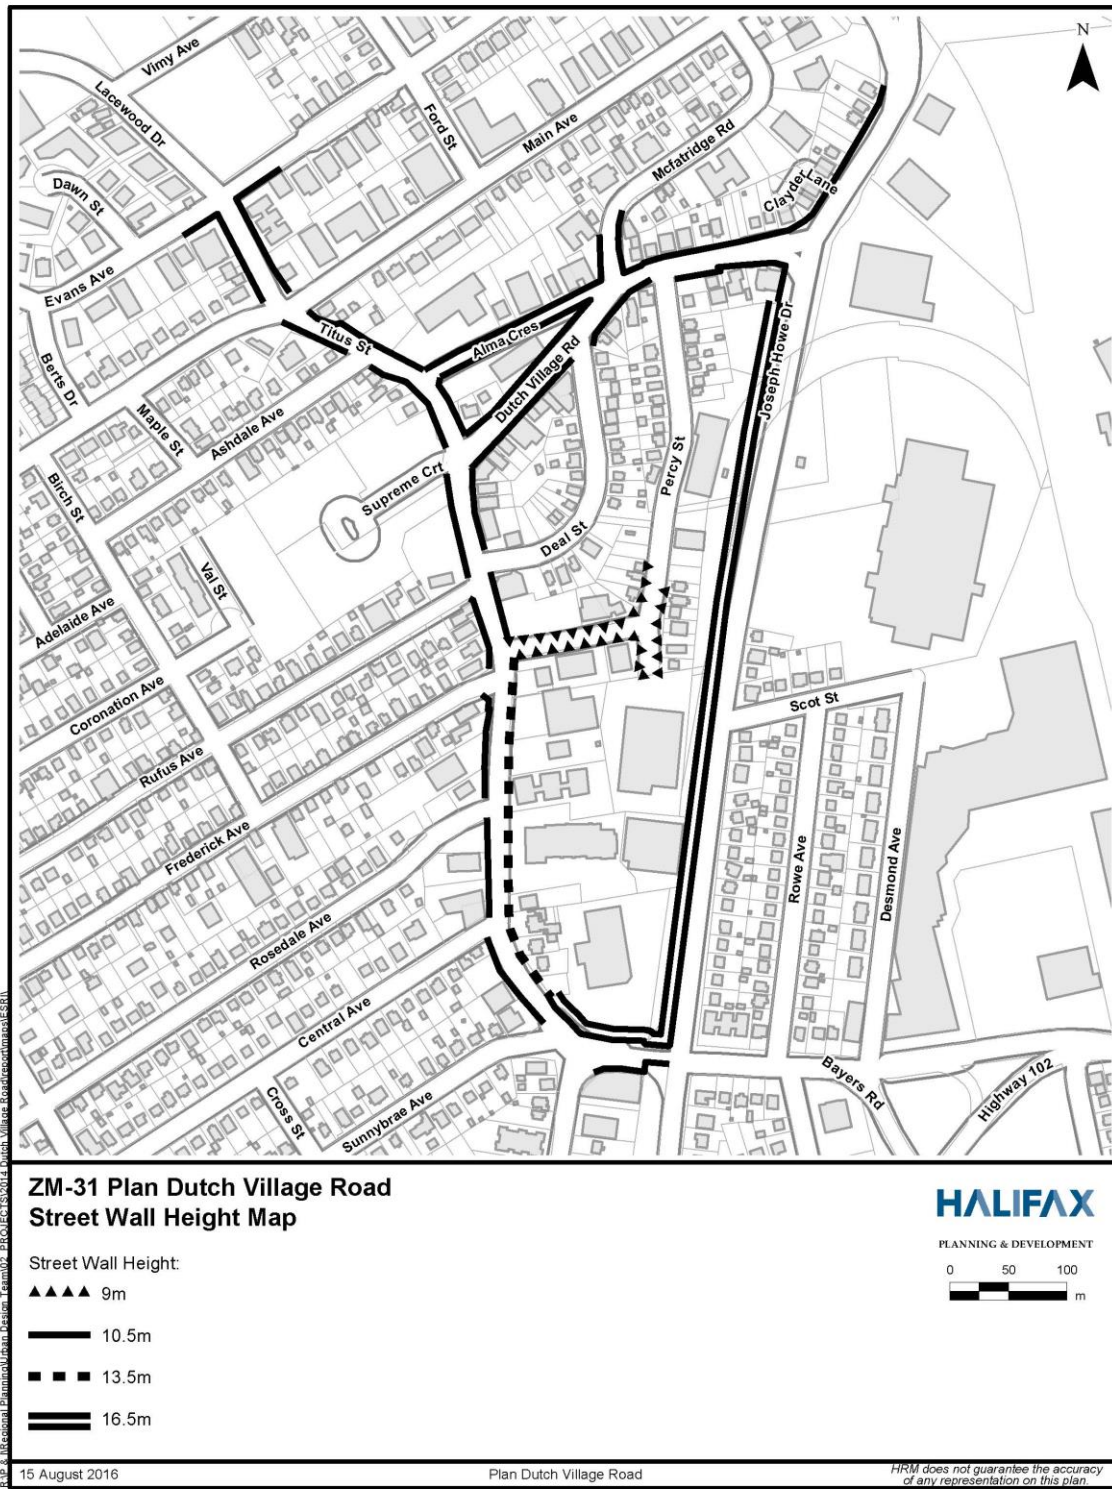 N
Vimy Ave
Lacewood Dr
Ford St
Main Ave
Mcfatridge Rd
Clayder Lane
Dawn St
Evans Ave
Titus St
Alma Cres
Dutch Village Rd
Joseph Howe Dr
Berts Dr
Maple St
Ashdale Ave
Supreme Crt
Percy St
Birch St
Deal St
Val St
Adelaide Ave
Coronation Ave
Scot St
Rufus Ave
Frederick Ave
Rowe Ave
Desmond Ave
Rosedale Ave
Central Ave
Cross St
Sunnybrae Ave
Bayers Rd
Highway 102
ZM-31 Plan Dutch Village Road
Street Wall Height Map
Street Wall Height:
9m
10.5m
13.5m
16.5m
HALIFAX
PLANNING & DEVELOPMENT
0 50 100
m
15 August 2016
Plan Dutch Village Road
HRM does not guarantee the accuracy
of any representation on this plan.